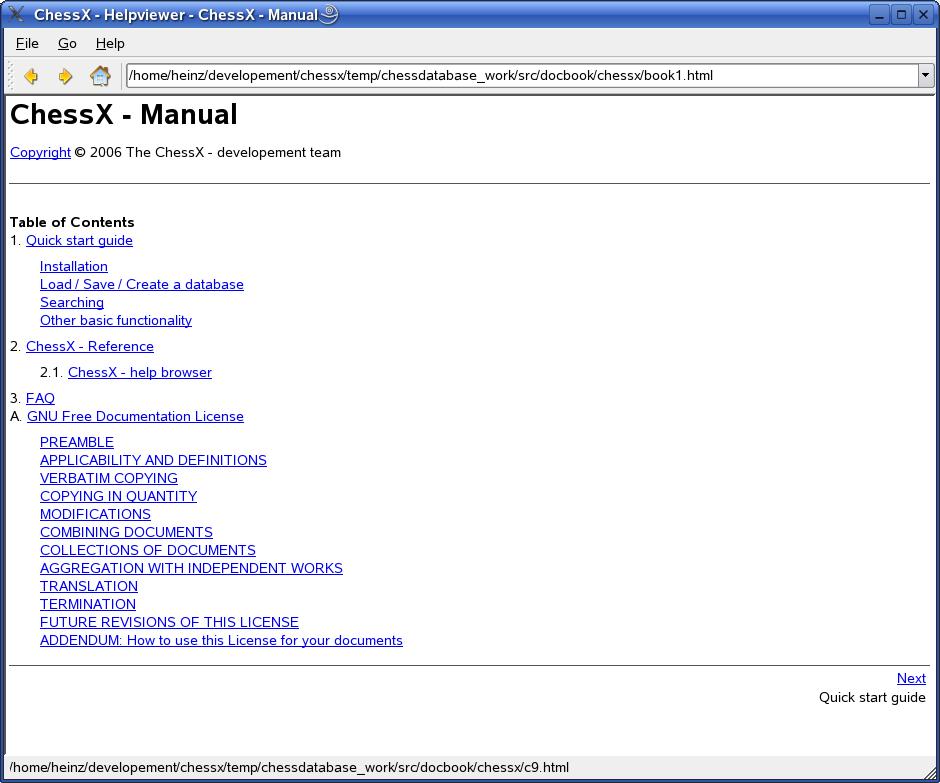 ChessX - Helpviewer - ChessX - Manual
File Go Help
/home/heinz/developement/chessx/temp/chessdatabase_work/src/docbook/chessx/book1.html
ChessX - Manual
Copyright © 2006 The ChessX - developement team
Table of Contents
1. Quick start guide
Installation
Load / Save / Create a database
Searching
Other basic functionality
2. ChessX - Reference
2.1. ChessX - help browser
3. FAQ
A. GNU Free Documentation License
PREAMBLE
APPLICABILITY AND DEFINITIONS
VERBATIM COPYING
COPYING IN QUANTITY
MODIFICATIONS
COMBINING DOCUMENTS
COLLECTIONS OF DOCUMENTS
AGGREGATION WITH INDEPENDENT WORKS
TRANSLATION
TERMINATION
FUTURE REVISIONS OF THIS LICENSE
ADDENDUM: How to use this License for your documents
Next
Quick start guide
/home/heinz/developement/chessx/temp/chessdatabase_work/src/docbook/chessx/c9.html